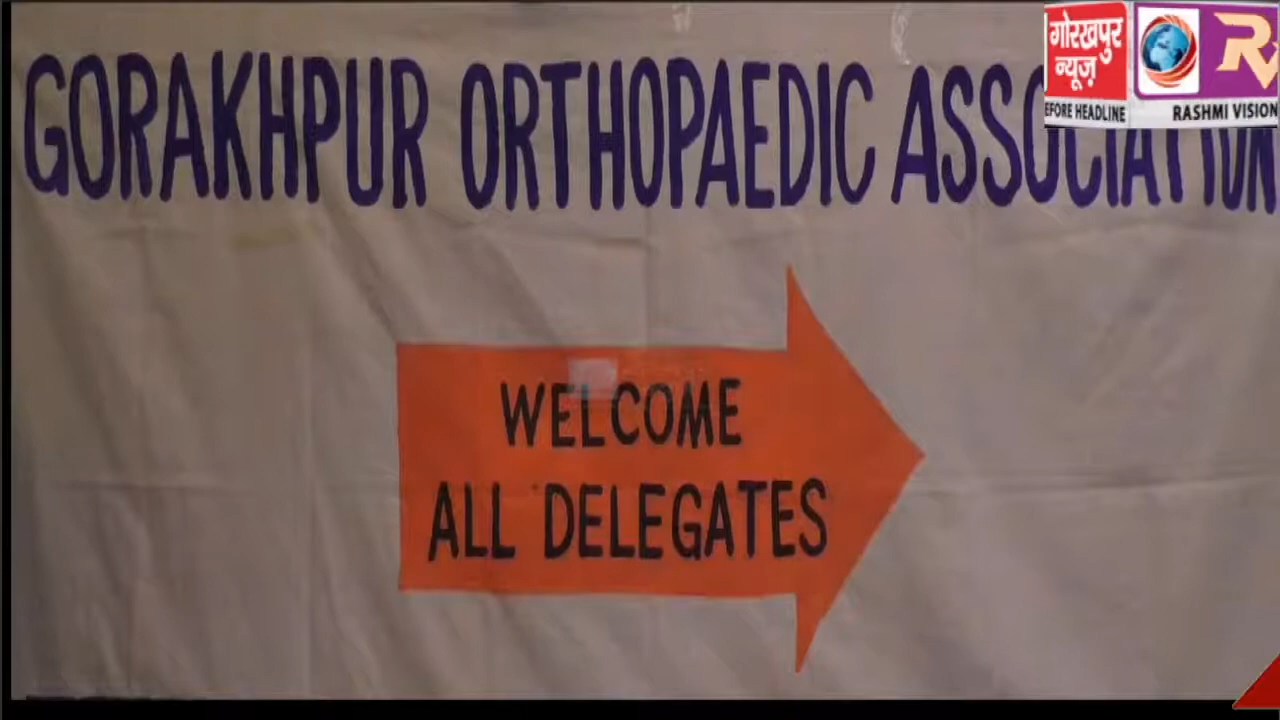 GORAKHPUR ORTHOPAEDIC ASSOCIATION
गोरखपुर
न्यूज़
EFORE HEADLINE
RASHMI VISION
WELCOME
ALL DELEGATES